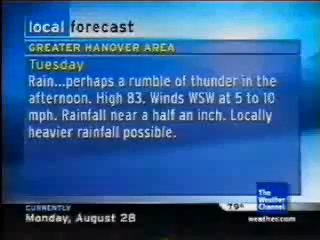 local forecast
GREATER HANOVER AREA
Tuesday
Rain...perhaps a rumble of thunder in the
afternoon. High 83. Winds WSW at 5 to 10
mph. Rainfall near a half an inch. Locally
heavier rainfall possible.
CURRENTLY
Monday, August 28
79°
The
Weather
Channel
weather.com